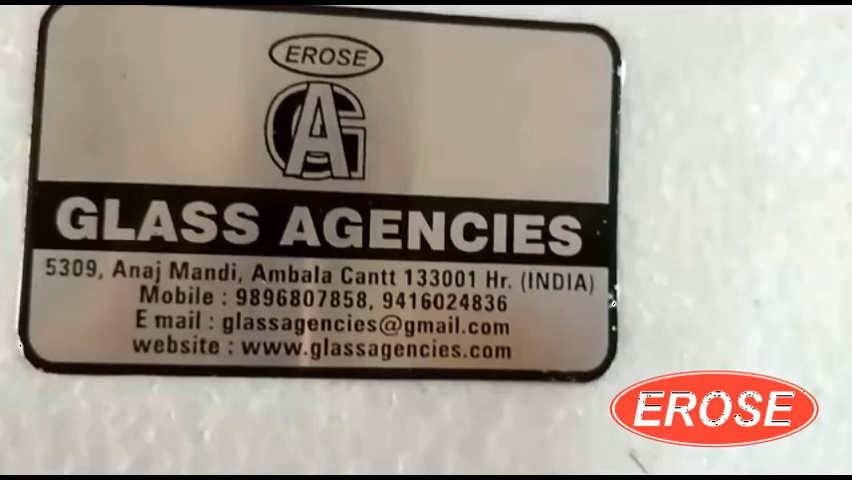 EROSE
GA
GLASS AGENCIES
5309, Anaj Mandi, Ambala Cantt 133001 Hr. (INDIA)
Mobile : 9896807858, 9416024836
E mail : glassagencies@gmail.com
website : www.glassagencies.com
EROSE